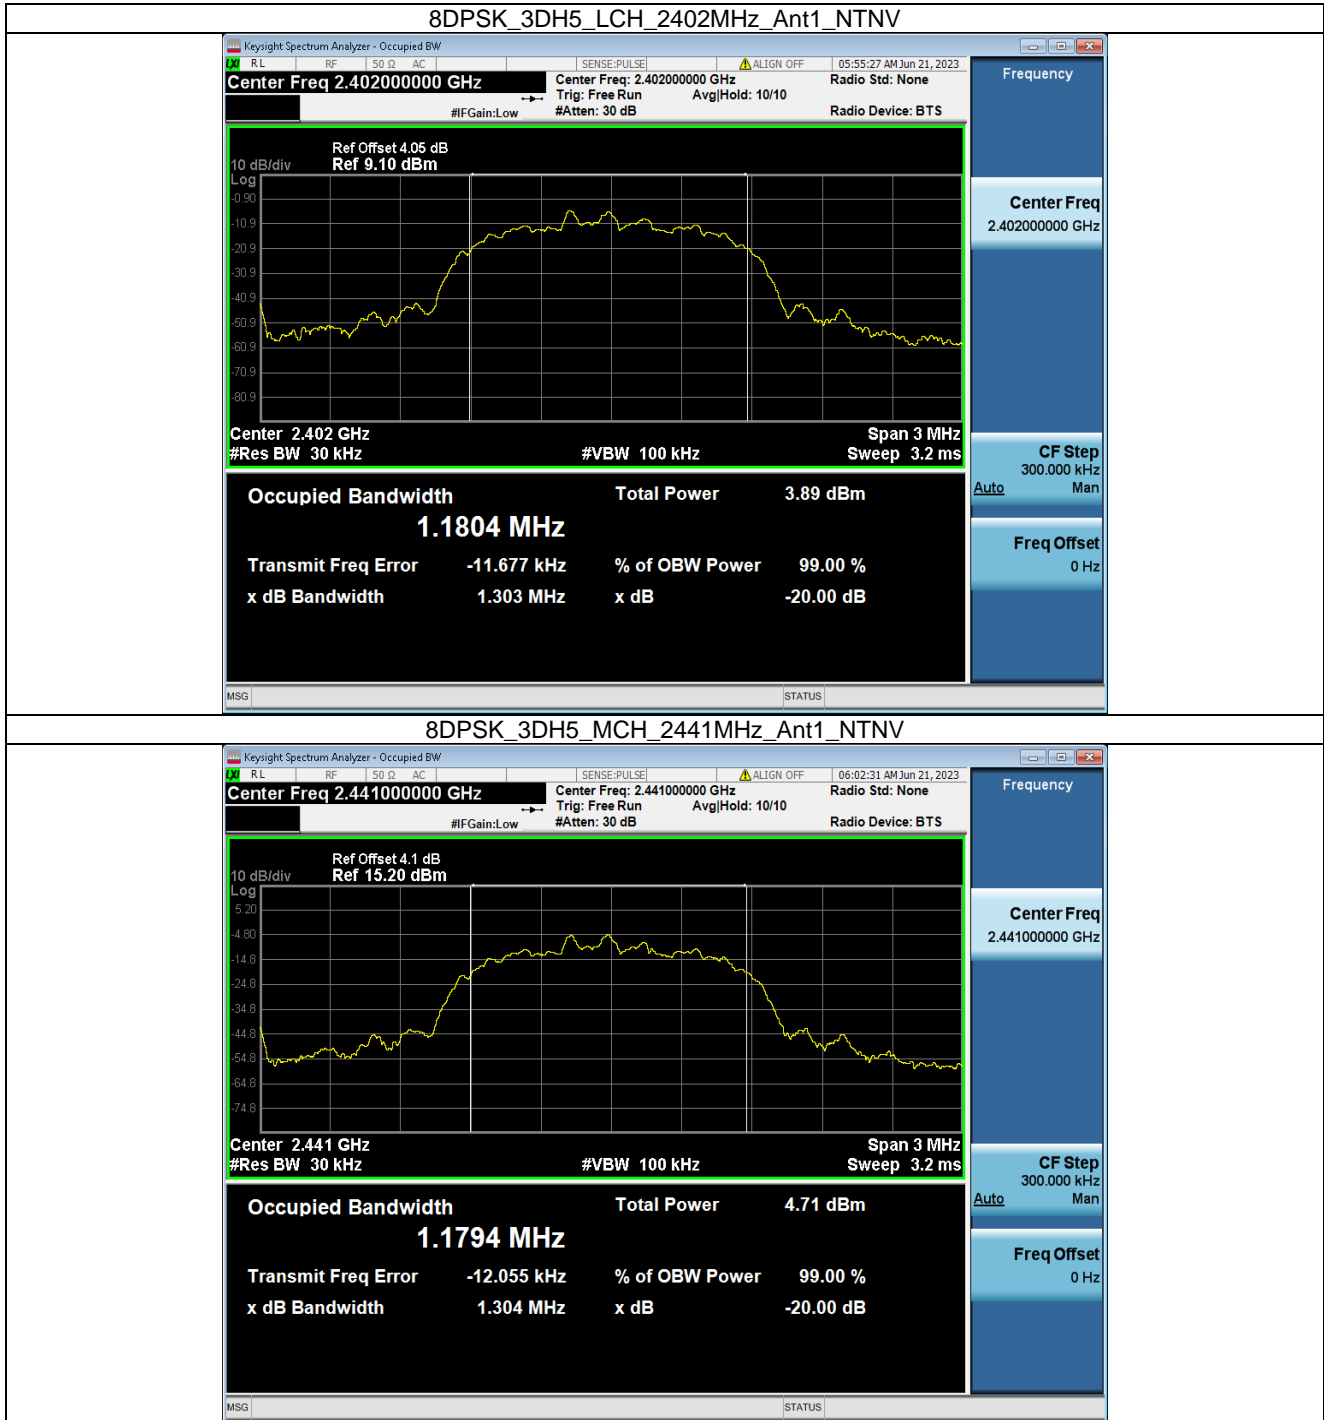 8DPSK_3DH5_LCH_2402MHz_Ant1_NTNV
Keysight Spectrum Analyzer - Occupied BW
LXI RL RF 50 Ω AC SENSE:PULSE ALIGN OFF 05:55:27 AM Jun 21, 2023
Center Freq 2.402000000 GHz
Center Freq: 2.402000000 GHz
Radio Std: None
Trig: Free Run Avg|Hold: 10/10
#IFGain:Low #Atten: 30 dB Radio Device: BTS
Frequency
Ref Offset 4.05 dB
10 dB/div Ref 9.10 dBm
Log
-0.90
-10.9
-20.9
-30.9
-40.9
-50.9
-60.9
-70.9
-80.9
Center 2.402 GHz Span 3 MHz
#Res BW 30 kHz #VBW 100 kHz Sweep 3.2 ms
Center Freq
2.402000000 GHz
CF Step
300.000 kHz
Auto Man
Freq Offset
0 Hz
Occupied Bandwidth Total Power 3.89 dBm
1.1804 MHz
Transmit Freq Error -11.677 kHz % of OBW Power 99.00 %
x dB Bandwidth 1.303 MHz x dB -20.00 dB
MSG STATUS
8DPSK_3DH5_MCH_2441MHz_Ant1_NTNV
Keysight Spectrum Analyzer - Occupied BW
LXI RL RF 50 Ω AC SENSE:PULSE ALIGN OFF 06:02:31 AM Jun 21, 2023
Center Freq 2.441000000 GHz
Center Freq: 2.441000000 GHz
Radio Std: None
Trig: Free Run Avg|Hold: 10/10
#IFGain:Low #Atten: 30 dB Radio Device: BTS
Frequency
Ref Offset 4.1 dB
10 dB/div Ref 15.20 dBm
Log
5.20
-4.80
-14.8
-24.8
-34.8
-44.8
-54.8
-64.8
-74.8
Center 2.441 GHz Span 3 MHz
#Res BW 30 kHz #VBW 100 kHz Sweep 3.2 ms
Center Freq
2.441000000 GHz
CF Step
300.000 kHz
Auto Man
Freq Offset
0 Hz
Occupied Bandwidth Total Power 4.71 dBm
1.1794 MHz
Transmit Freq Error -12.055 kHz % of OBW Power 99.00 %
x dB Bandwidth 1.304 MHz x dB -20.00 dB
MSG STATUS